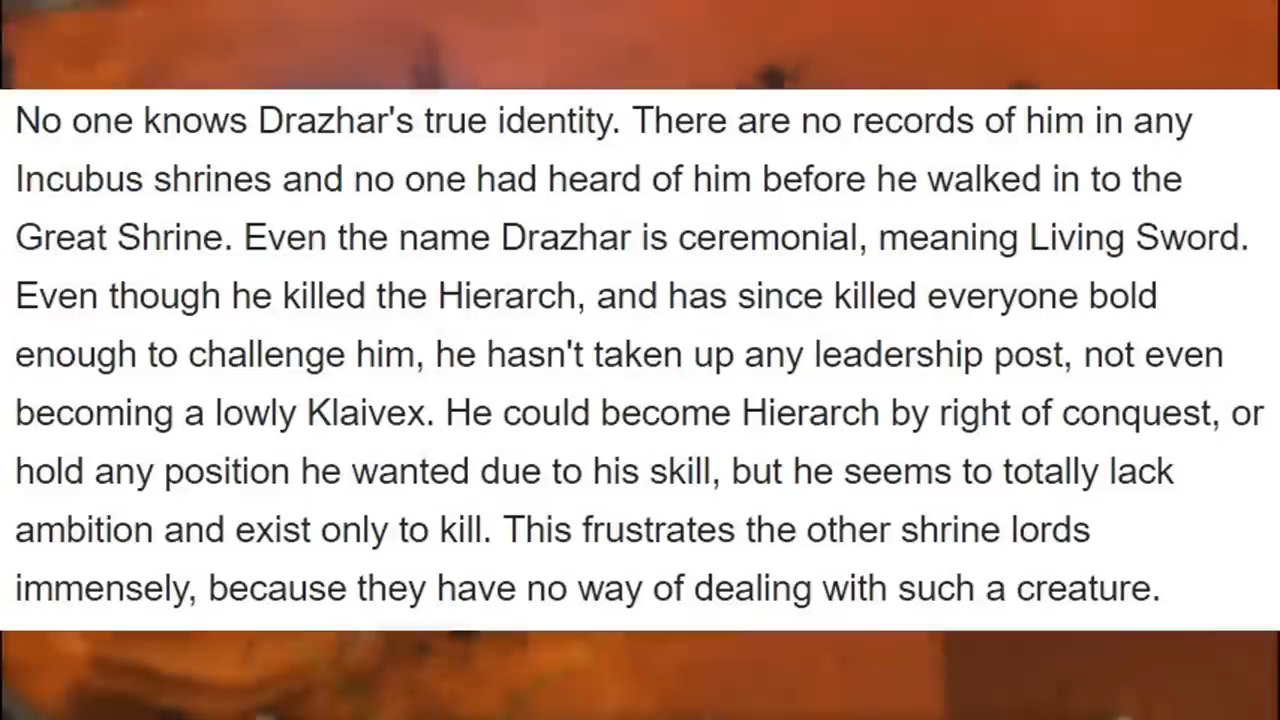 No one knows Drazhar's true identity. There are no records of him in any
Incubus shrines and no one had heard of him before he walked in to the
Great Shrine. Even the name Drazhar is ceremonial, meaning Living Sword.
Even though he killed the Hierarch, and has since killed everyone bold
enough to challenge him, he hasn't taken up any leadership post, not even
becoming a lowly Klaivex. He could become Hierarch by right of conquest, or
hold any position he wanted due to his skill, but he seems to totally lack
ambition and exist only to kill. This frustrates the other shrine lords
immensely, because they have no way of dealing with such a creature.